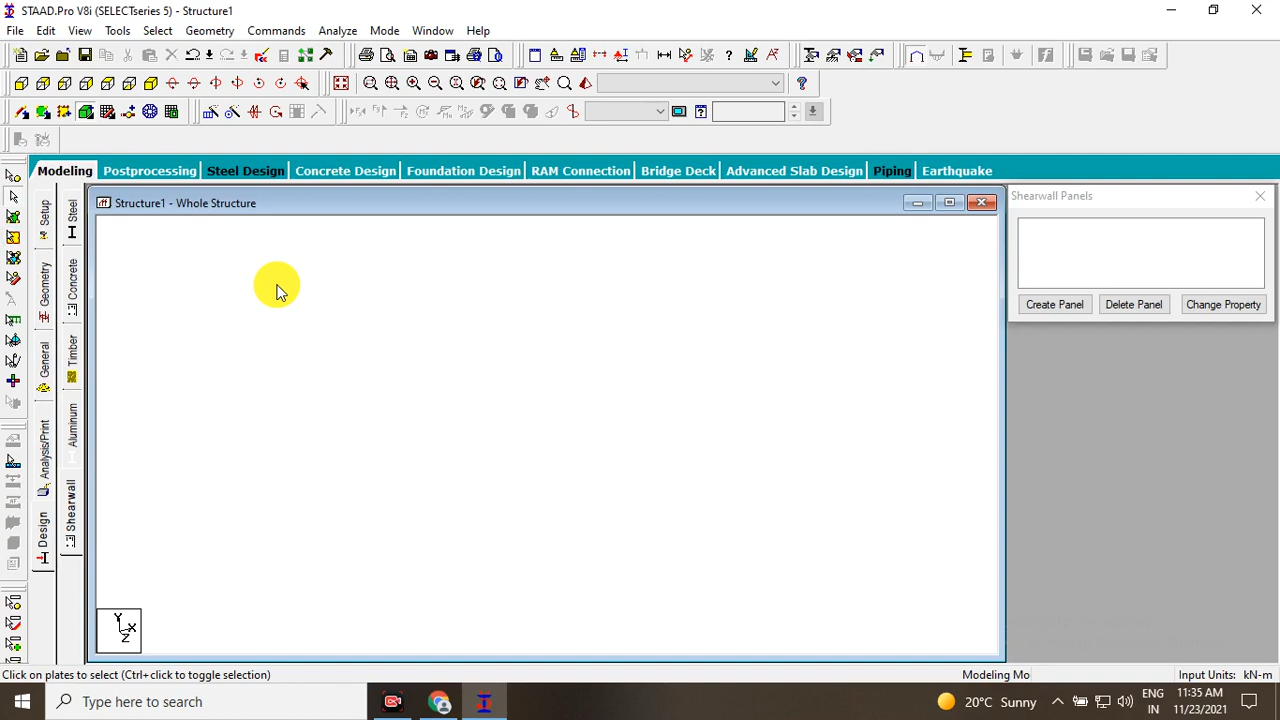 STAAD.Pro V8i (SELECTseries 5) - Structure1
File Edit View Tools Select Geometry Commands Analyze Mode Window Help
Modeling Postprocessing Steel Design Concrete Design Foundation Design RAM Connection Bridge Deck Advanced Slab Design Piping Earthquake
Setup
Geometry
General
Analysis/Print
Design
Steel
Concrete
Timber
Aluminum
Shearwall
Structure1 - Whole Structure
Y
X
Z
Shearwall Panels
Create Panel Delete Panel Change Property
Click on plates to select (Ctrl+click to toggle selection) Modeling Mo Input Units: kN-m
Type here to search 20°C Sunny
ENG
IN
11:35 AM
11/23/2021